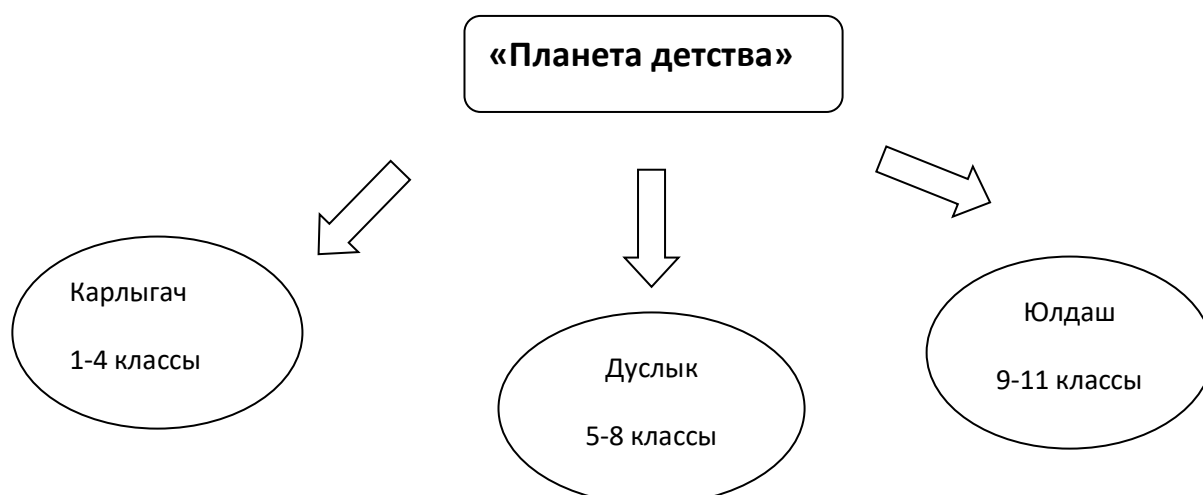 «Планета детства»
Карлыгач
1-4 классы
Дуслык
5-8 классы
Юлдаш
9-11 классы